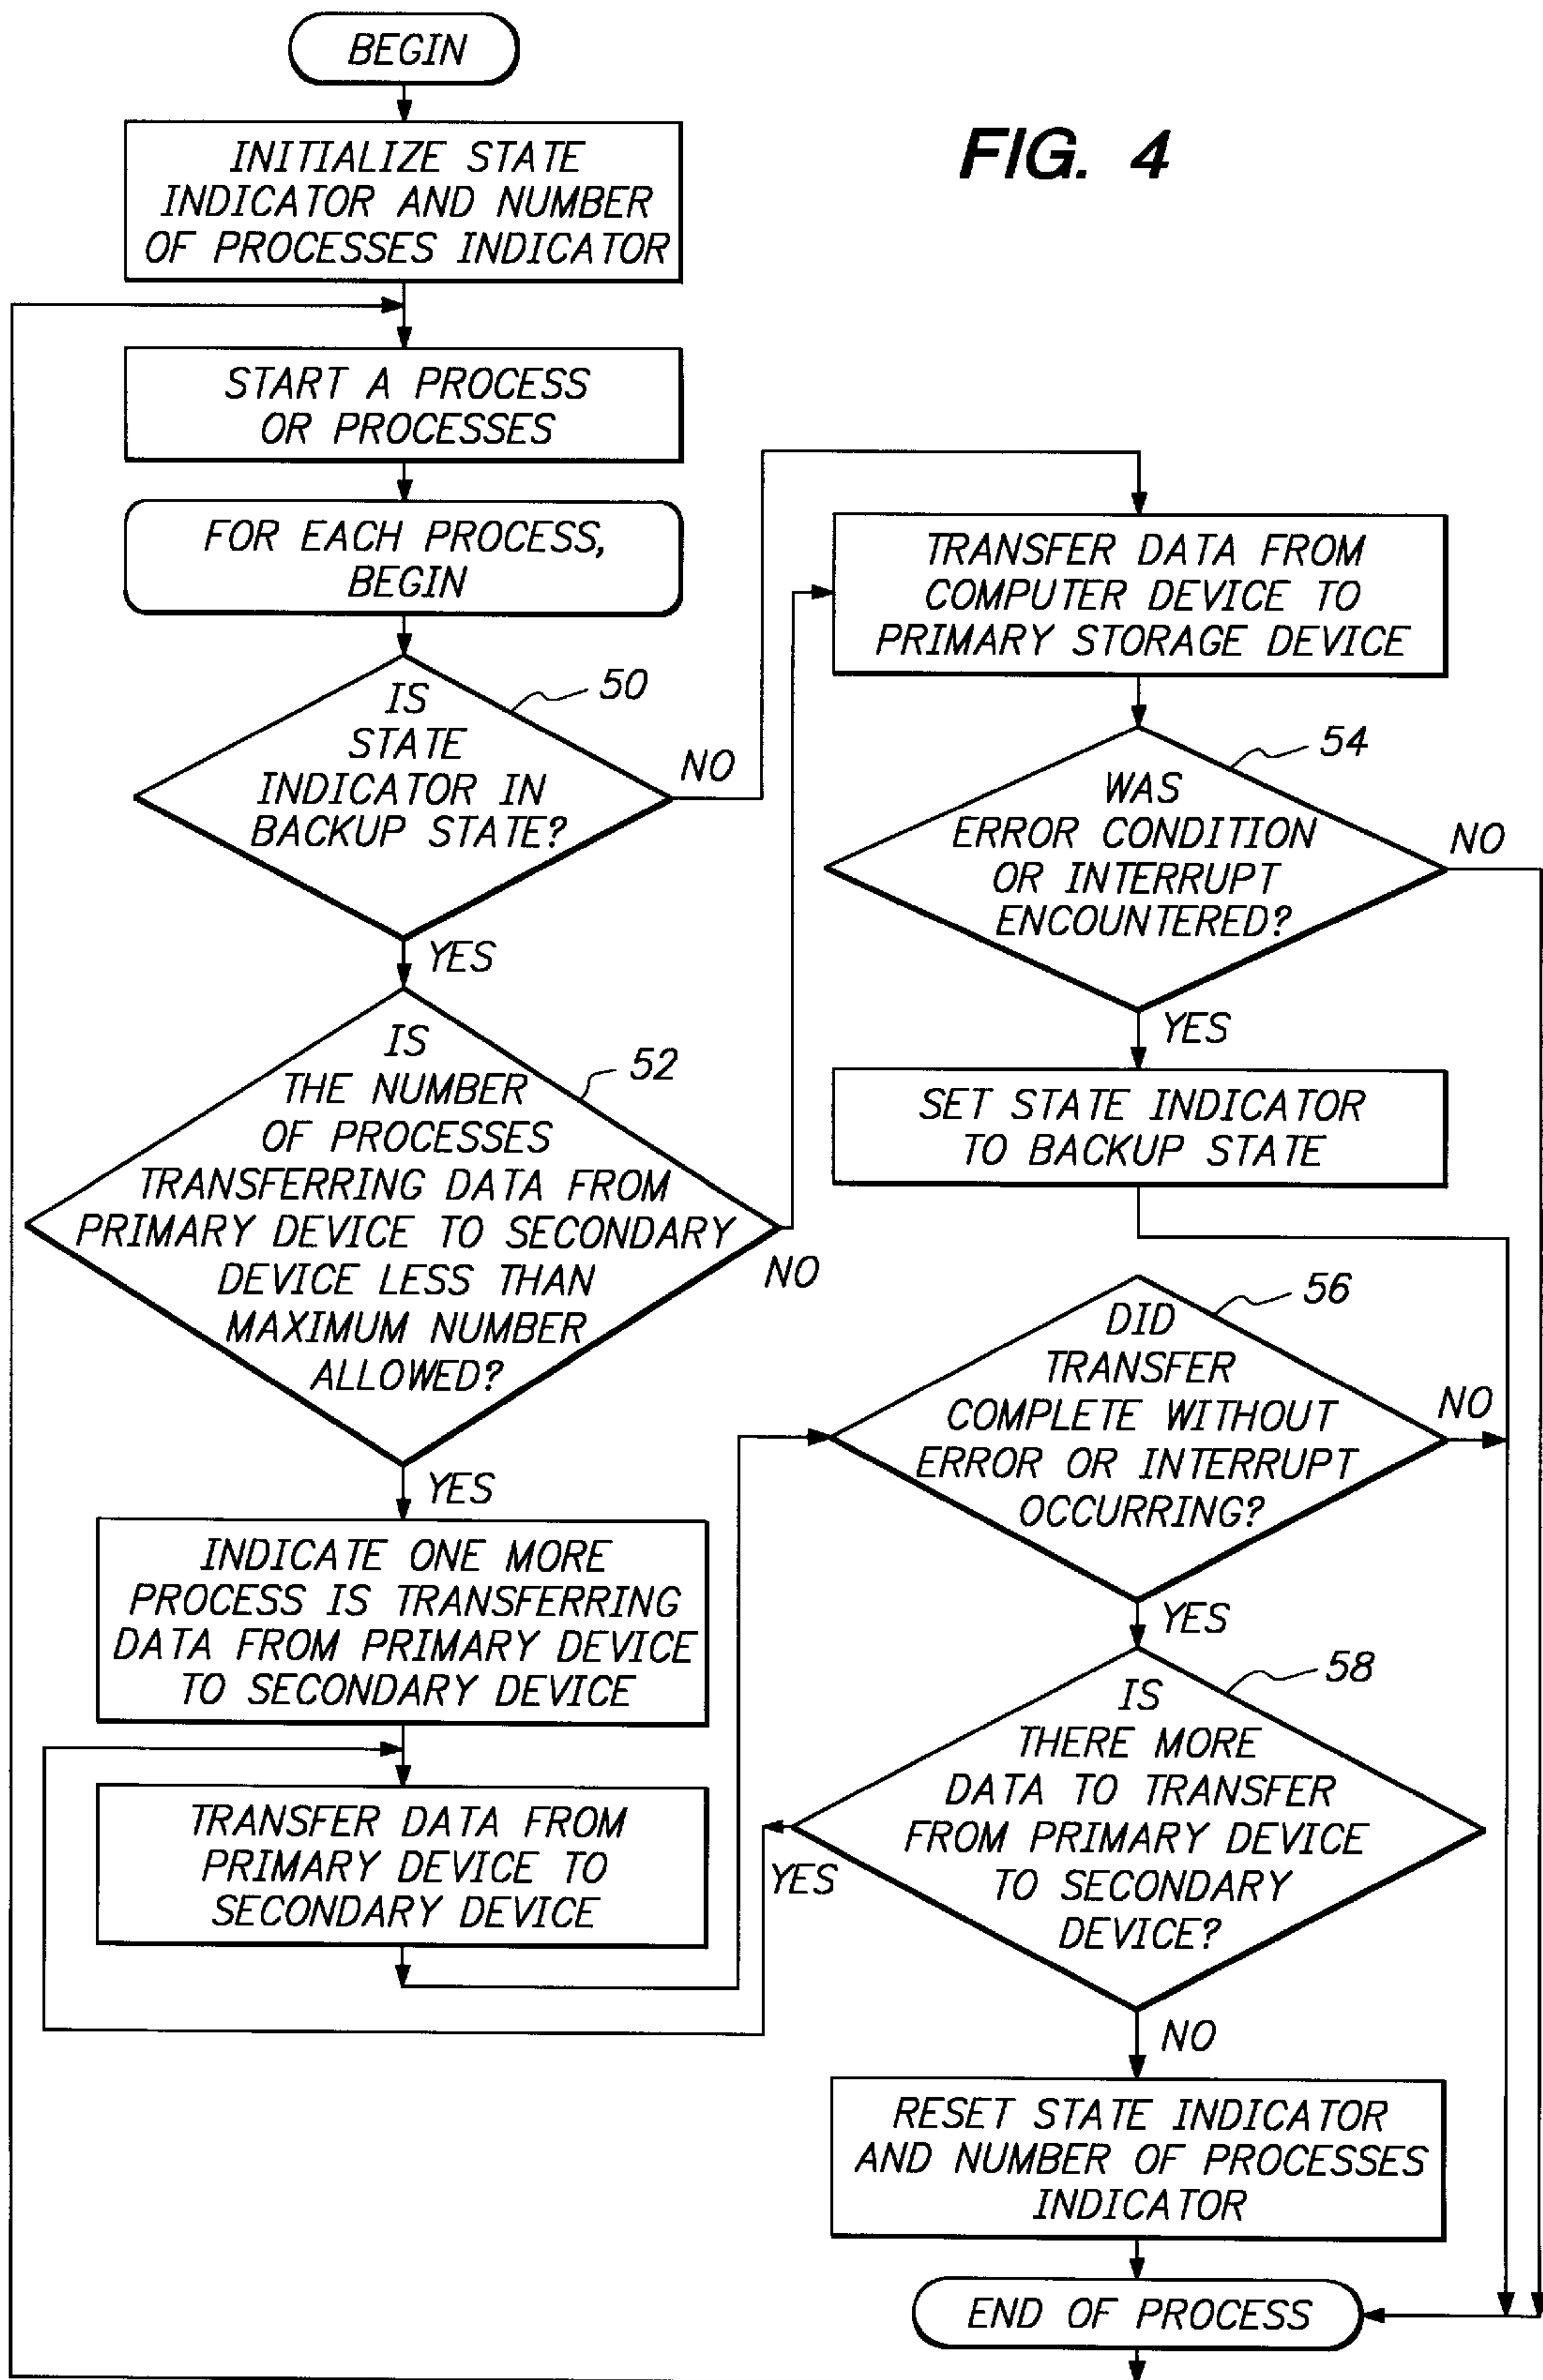 BEGIN
FIG. 4
INITIALIZE STATE
INDICATOR AND NUMBER
OF PROCESSES INDICATOR
START A PROCESS
OR PROCESSES
FOR EACH PROCESS,
BEGIN
IS
STATE
INDICATOR IN
BACKUP STATE?
50
NO
YES
IS
THE NUMBER
OF PROCESSES
TRANSFERRING DATA FROM
PRIMARY DEVICE TO SECONDARY
DEVICE LESS THAN
MAXIMUM NUMBER
ALLOWED?
52
NO
YES
INDICATE ONE MORE
PROCESS IS TRANSFERRING
DATA FROM PRIMARY DEVICE
TO SECONDARY DEVICE
TRANSFER DATA FROM
PRIMARY DEVICE TO
SECONDARY DEVICE
TRANSFER DATA FROM
COMPUTER DEVICE TO
PRIMARY STORAGE DEVICE
WAS
ERROR CONDITION
OR INTERRUPT
ENCOUNTERED?
54
NO
YES
SET STATE INDICATOR
TO BACKUP STATE
DID
TRANSFER
COMPLETE WITHOUT
ERROR OR INTERRUPT
OCCURRING?
56
NO
YES
IS
THERE MORE
DATA TO TRANSFER
FROM PRIMARY DEVICE
TO SECONDARY
DEVICE?
58
YES
NO
RESET STATE INDICATOR
AND NUMBER OF PROCESSES
INDICATOR
END OF PROCESS